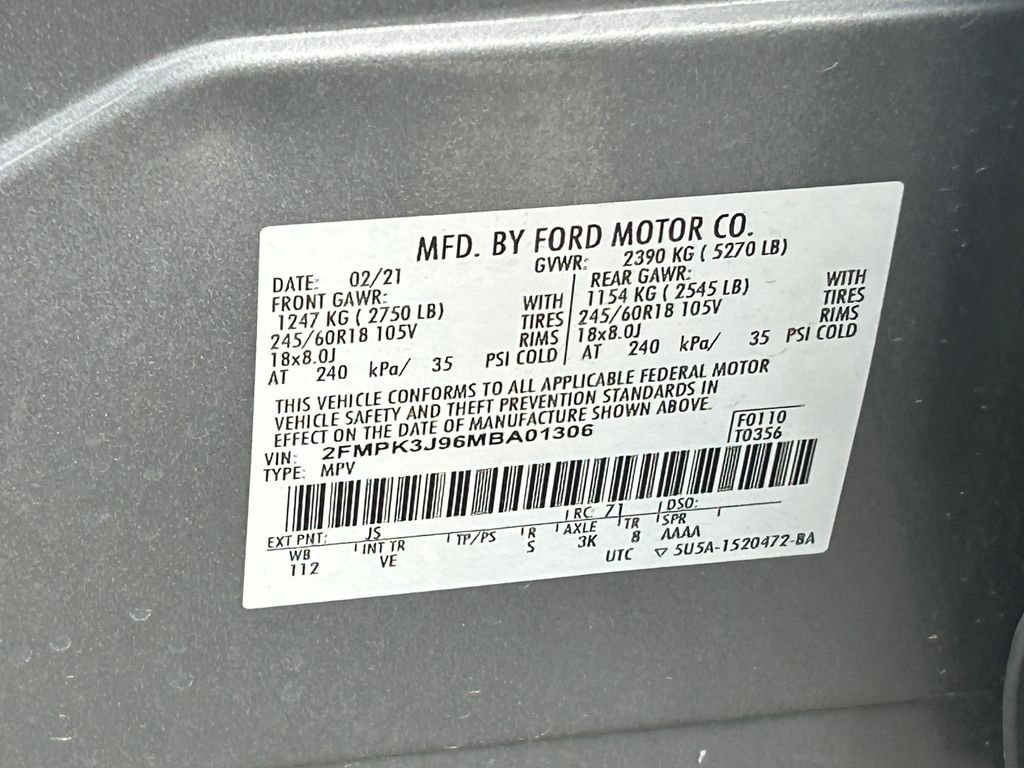 MFD. BY FORD MOTOR CO.
DATE: 02/21 GVWR: 2390 KG ( 5270 LB)
FRONT GAWR: WITH REAR GAWR: WITH
1247 KG ( 2750 LB) TIRES 1154 KG ( 2545 LB) TIRES
245/60R18 105V RIMS 245/60R18 105V RIMS
18x8.0J 18x8.0J
AT 240 kPa/ 35 PSI COLD AT 240 kPa/ 35 PSI COLD
THIS VEHICLE CONFORMS TO ALL APPLICABLE FEDERAL MOTOR
VEHICLE SAFETY AND THEFT PREVENTION STANDARDS IN
EFFECT ON THE DATE OF MANUFACTURE SHOWN ABOVE.
VIN: 2FMPK3J96MBA01306 F0110
TYPE: MPV T0356
EXT PNT: JS RC: 71 DSO:
WB INT TR TP/PS R AXLE TR SPR
112 VE S 3K 8 AAAA
UTC ▽ 5U5A-1520472-BA